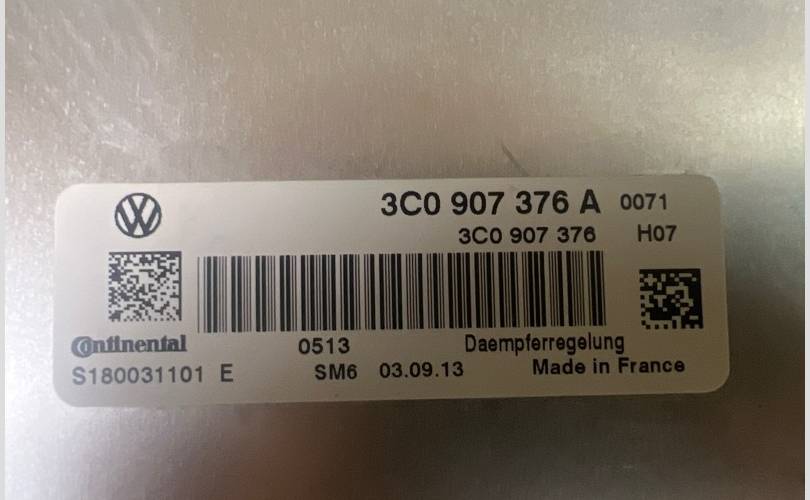 3C0 907 376 A 0071
3C0 907 376 H07
Continental 0513 Daempferregelung
S180031101 E SM6 03.09.13 Made in France